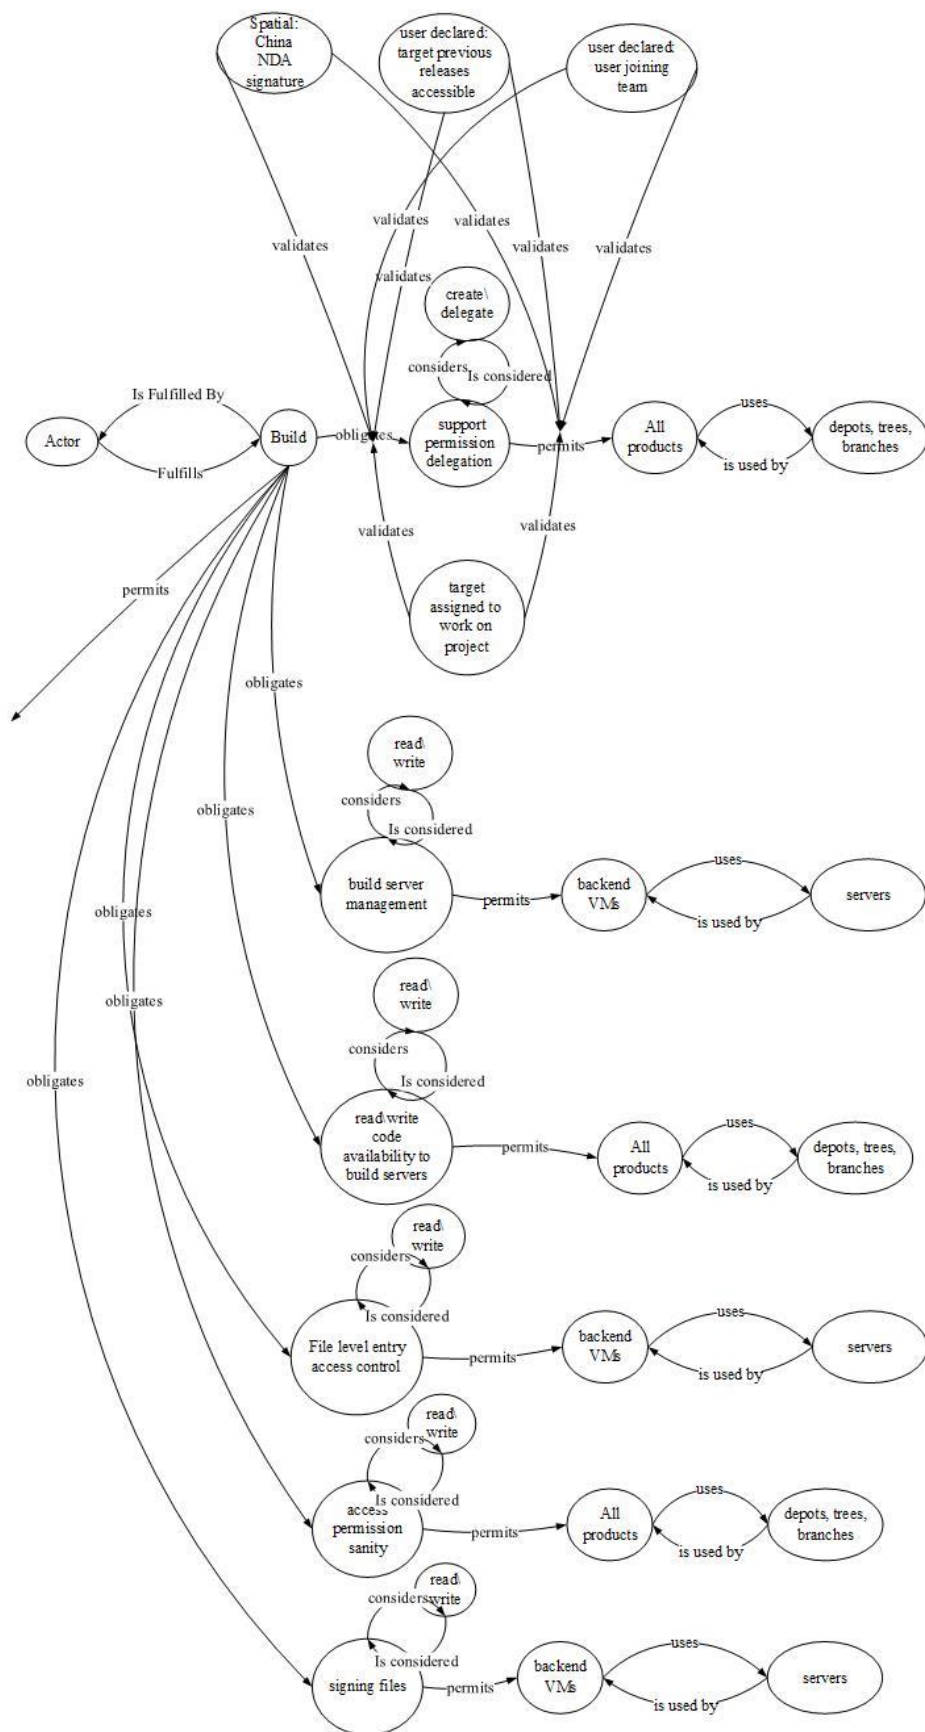 Spatial:
China
NDA
signature
user declared:
target previous
releases
accessible
user declared:
user joining
team
validates
validates
validates
validates
validates
validates
create\
delegate
considers
Is considered
Is Fulfilled By
Actor
Fulfills
Build
obligates
support
permission
delegation
permits
All
products
uses
is used by
depots, trees,
branches
validates
validates
target
assigned to
work on
project
permits
obligates
read\
write
considers
Is considered
build server
management
permits
backend
VMs
uses
is used by
servers
obligates
read\
write
considers
Is considered
read\write
code
availability to
build servers
permits
All
products
uses
is used by
depots, trees,
branches
obligates
read\
write
considers
Is considered
File level entry
access control
permits
backend
VMs
uses
is used by
servers
obligates
read\
write
considers
Is considered
access
permission
sanity
permits
All
products
uses
is used by
depots, trees,
branches
obligates
read\
write
considers
Is considered
signing files
permits
backend
VMs
uses
is used by
servers